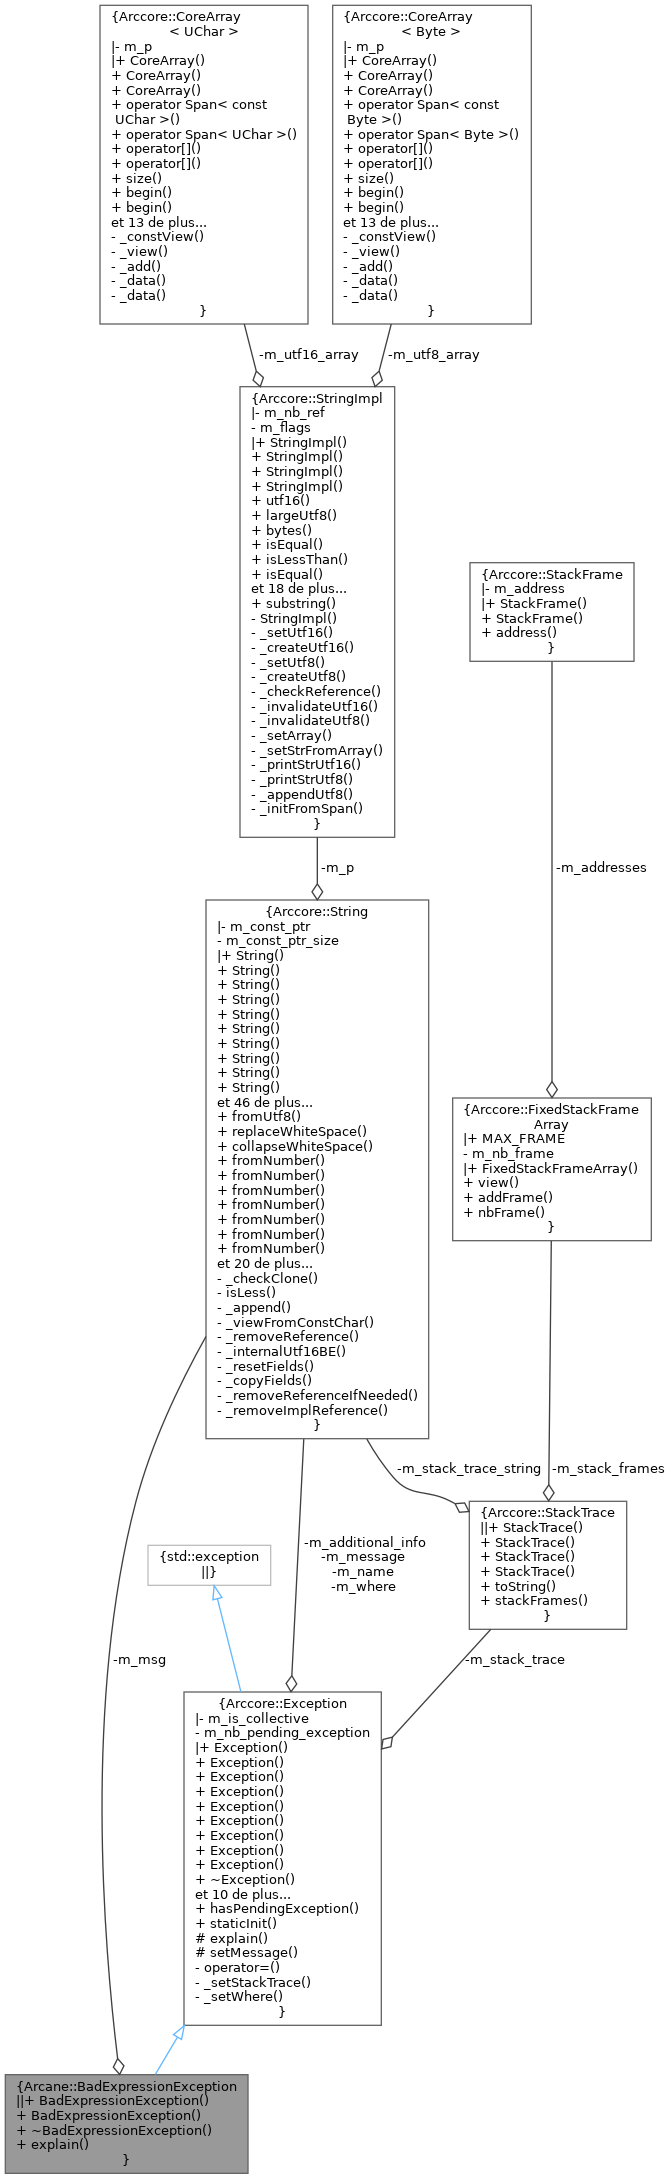 {Arccore::CoreArray
< UChar >
|- m_p
|+ CoreArray()
+ CoreArray()
+ CoreArray()
+ operator Span< const
UChar >()
+ operator Span< UChar >()
+ operator[]()
+ operator[]()
+ size()
+ begin()
+ begin()
et 13 de plus...
- _constView()
- _view()
- _add()
- _data()
- _data()
}
{Arccore::CoreArray
< Byte >
|- m_p
|+ CoreArray()
+ CoreArray()
+ CoreArray()
+ operator Span< const
Byte >()
+ operator Span< Byte >()
+ operator[]()
+ operator[]()
+ size()
+ begin()
+ begin()
et 13 de plus...
- _constView()
- _view()
- _add()
- _data()
- _data()
}
-m_utf16_array
-m_utf8_array
{Arccore::StringImpl
|- m_nb_ref
- m_flags
|+ StringImpl()
+ StringImpl()
+ StringImpl()
+ StringImpl()
+ utf16()
+ largeUtf8()
+ bytes()
+ isEqual()
+ isLessThan()
+ isEqual()
et 18 de plus...
+ substring()
- StringImpl()
- _setUtf16()
- _createUtf16()
- _setUtf8()
- _createUtf8()
- _checkReference()
- _invalidateUtf16()
- _invalidateUtf8()
- _setArray()
- _setStrFromArray()
- _printStrUtf16()
- _printStrUtf8()
- _appendUtf8()
- _initFromSpan()
}
{Arccore::StackFrame
|- m_address
|+ StackFrame()
+ StackFrame()
+ address()
}
-m_p
-m_addresses
{Arccore::String
|- m_const_ptr
- m_const_ptr_size
|+ String()
+ String()
+ String()
+ String()
+ String()
+ String()
+ String()
+ String()
+ String()
+ String()
et 46 de plus...
+ fromUtf8()
+ replaceWhiteSpace()
+ collapseWhiteSpace()
+ fromNumber()
+ fromNumber()
+ fromNumber()
+ fromNumber()
+ fromNumber()
+ fromNumber()
+ fromNumber()
et 20 de plus...
- _checkClone()
- isLess()
- _append()
- _viewFromConstChar()
- _removeReference()
- _internalUtf16BE()
- _resetFields()
- _copyFields()
- _removeReferenceIfNeeded()
- _removeImplReference()
}
{Arccore::FixedStackFrame
Array
|+ MAX_FRAME
- m_nb_frame
|+ FixedStackFrameArray()
+ view()
+ addFrame()
+ nbFrame()
}
-m_stack_trace_string
-m_stack_frames
{Arccore::StackTrace
||+ StackTrace()
+ StackTrace()
+ StackTrace()
+ StackTrace()
+ toString()
+ stackFrames()
}
-m_additional_info
-m_message
-m_name
-m_where
{std::exception
||}
-m_msg
-m_stack_trace
{Arccore::Exception
|- m_is_collective
- m_nb_pending_exception
|+ Exception()
+ Exception()
+ Exception()
+ Exception()
+ Exception()
+ Exception()
+ Exception()
+ Exception()
+ Exception()
+ ~Exception()
et 10 de plus...
+ hasPendingException()
+ staticInit()
# explain()
# setMessage()
- operator=()
- _setStackTrace()
- _setWhere()
}
{Arcane::BadExpressionException
||+ BadExpressionException()
+ BadExpressionException()
+ ~BadExpressionException()
+ explain()
}